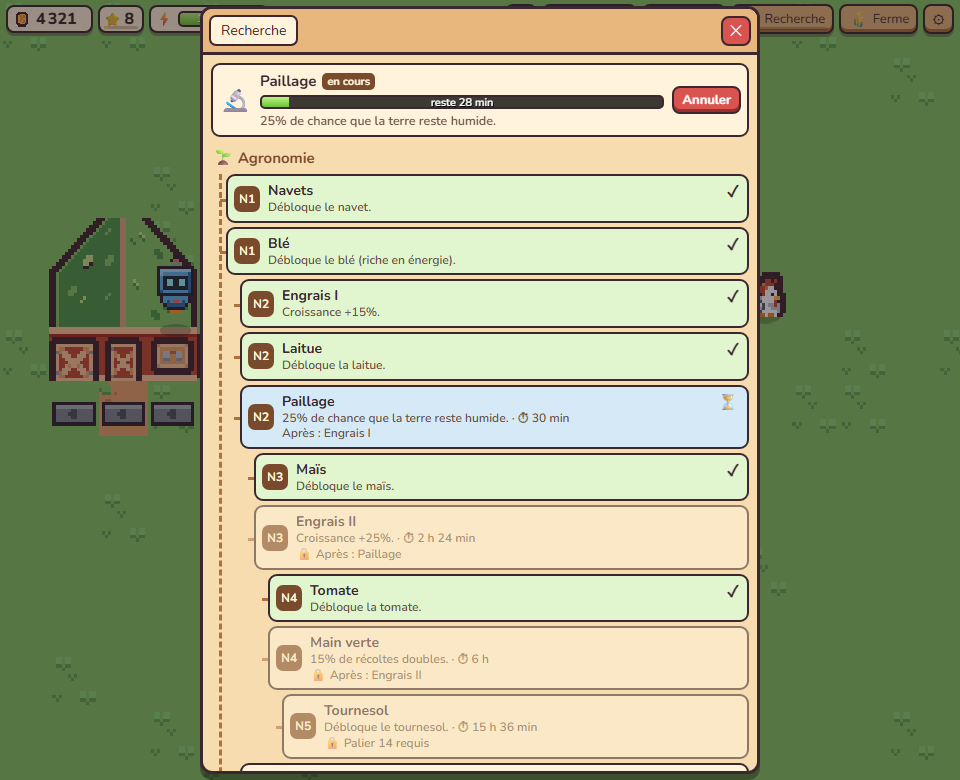 4 321
8
Recherche
Recherche
Ferme
Paillage en cours
reste 28 min
Annuler
25% de chance que la terre reste humide.
Agronomie
N1
Navets
Débloque le navet.
N1
Blé
Débloque le blé (riche en énergie).
N2
Engrais I
Croissance +15%.
N2
Laitue
Débloque la laitue.
N2
Paillage
25% de chance que la terre reste humide. · ⏱ 30 min
Après : Engrais I
N3
Maïs
Débloque le maïs.
N3
Engrais II
Croissance +25%. · ⏱ 2 h 24 min
Après : Paillage
N4
Tomate
Débloque la tomate.
N4
Main verte
15% de récoltes doubles. · ⏱ 6 h
Après : Engrais II
N5
Tournesol
Débloque le tournesol. · ⏱ 15 h 36 min
Palier 14 requis